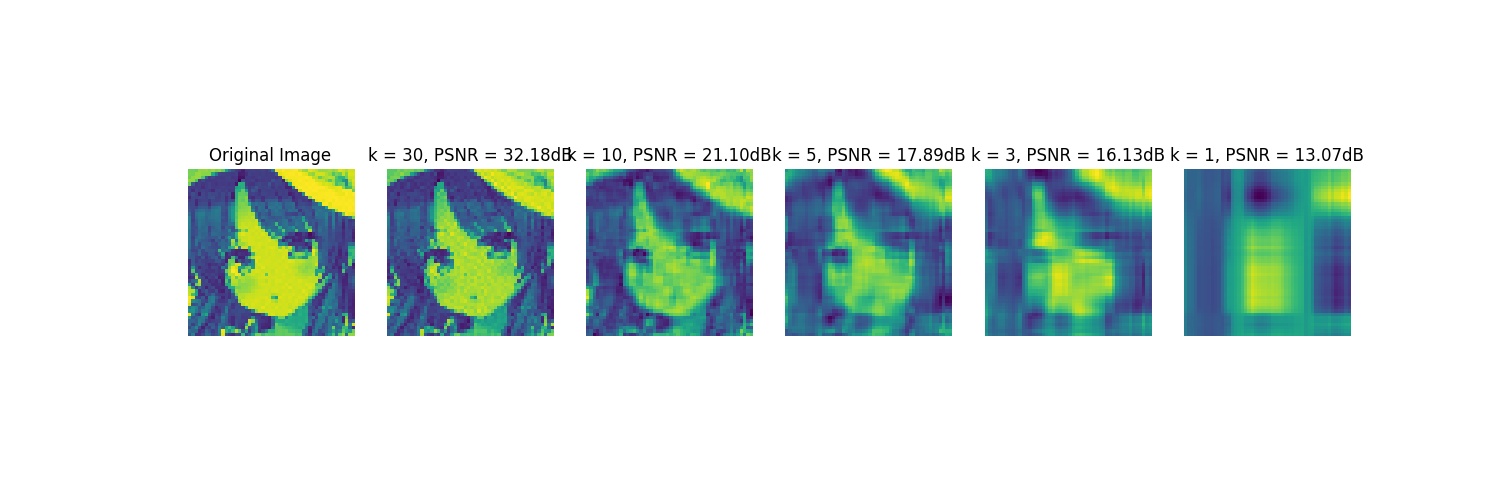 Original Image
k = 30, PSNR = 32.18dB
k = 10, PSNR = 21.10dB
k = 5, PSNR = 17.89dB
k = 3, PSNR = 16.13dB
k = 1, PSNR = 13.07dB